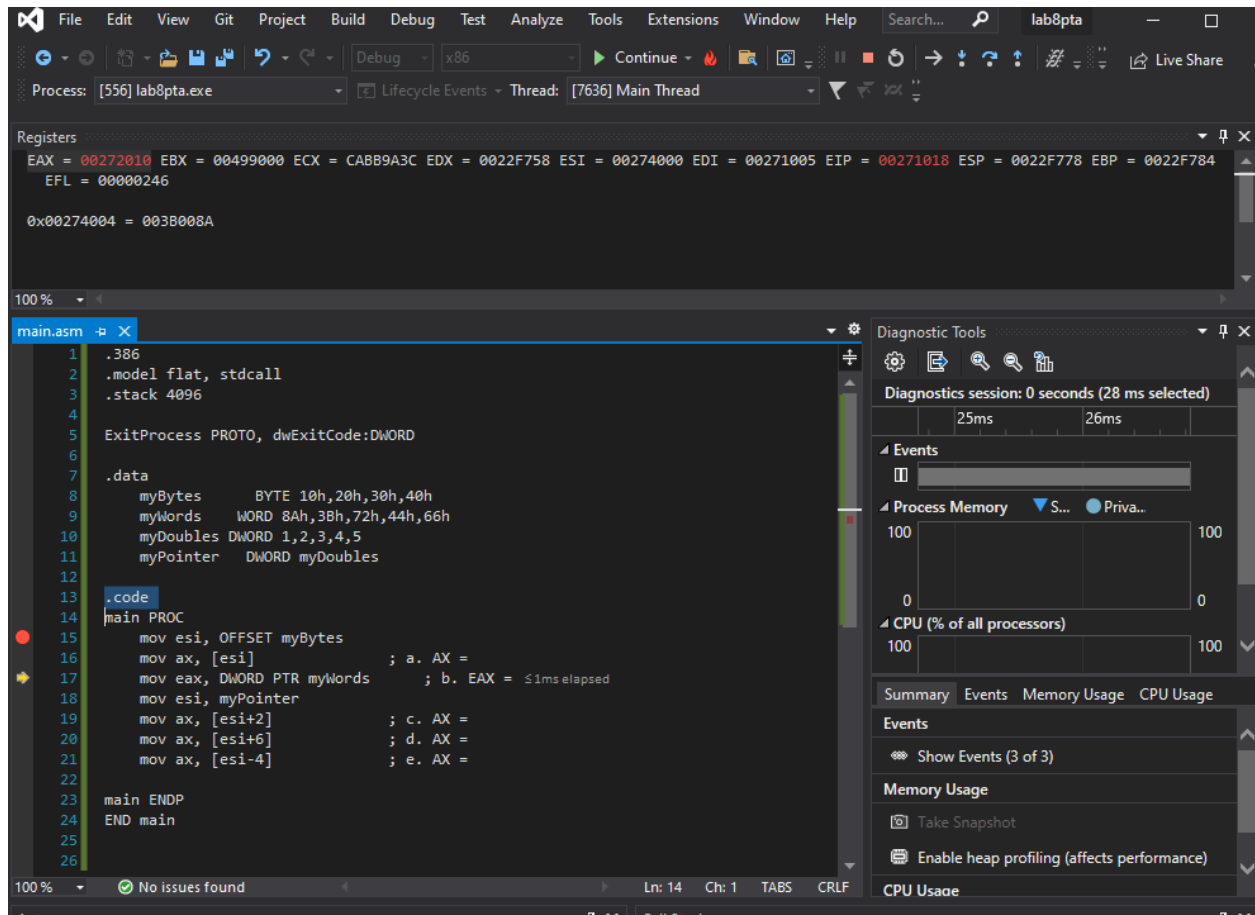 File Edit View Git Project Build Debug Test Analyze Tools Extensions Window Help Search... lab8pta
Debug x86 Continue Live Share
Process: [556] lab8pta.exe Lifecycle Events Thread: [7636] Main Thread
Registers
EAX = 00272010 EBX = 00499000 ECX = CABB9A3C EDX = 0022F758 ESI = 00274000 EDI = 00271005 EIP = 00271018 ESP = 0022F778 EBP = 0022F784
EFL = 00000246
0x00274004 = 003B008A
100 %
main.asm
1 .386
2 .model flat, stdcall
3 .stack 4096
4
5 ExitProcess PROTO, dwExitCode:DWORD
6
7 .data
8 myBytes BYTE 10h,20h,30h,40h
9 myWords WORD 8Ah,3Bh,72h,44h,66h
10 myDoubles DWORD 1,2,3,4,5
11 myPointer DWORD myDoubles
12
13 .code
14 main PROC
15 mov esi, OFFSET myBytes
16 mov ax, [esi] ; a. AX =
17 mov eax, DWORD PTR myWords ; b. EAX = ≤1ms elapsed
18 mov esi, myPointer
19 mov ax, [esi+2] ; c. AX =
20 mov ax, [esi+6] ; d. AX =
21 mov ax, [esi-4] ; e. AX =
22
23 main ENDP
24 END main
25
26
100 % No issues found Ln: 14 Ch: 1 TABS CRLF
Diagnostic Tools
Diagnostics session: 0 seconds (28 ms selected)
25ms 26ms
Events
Process Memory S... Priva...
100 100
0 0
CPU (% of all processors)
100 100
Summary Events Memory Usage CPU Usage
Events
Show Events (3 of 3)
Memory Usage
Take Snapshot
Enable heap profiling (affects performance)
CPU Usage